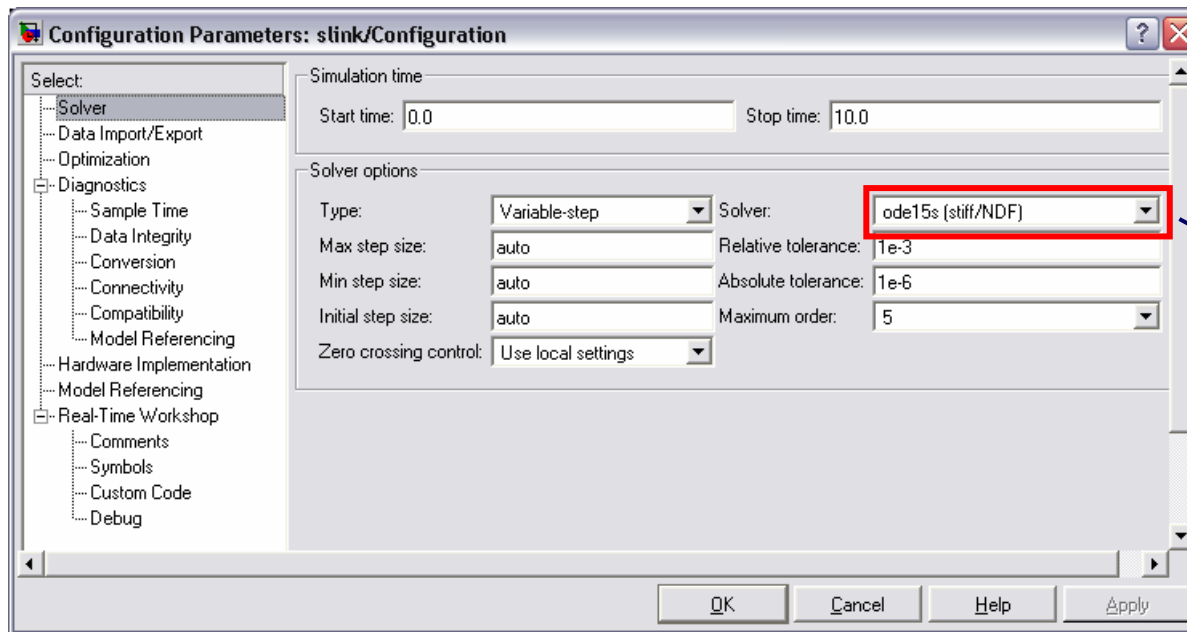 Configuration Parameters: slink/Configuration
?
Select:
Solver
Data Import/Export
Optimization
Diagnostics
Sample Time
Data Integrity
Conversion
Connectivity
Compatibility
Model Referencing
Hardware Implementation
Model Referencing
Real-Time Workshop
Comments
Symbols
Custom Code
Debug
Simulation time
Start time: 0.0 Stop time: 10.0
Solver options
Type: Variable-step Solver: ode15s (stiff/NDF)
Max step size: auto Relative tolerance: 1e-3
Min step size: auto Absolute tolerance: 1e-6
Initial step size: auto Maximum order: 5
Zero crossing control: Use local settings
OK Cancel Help Apply